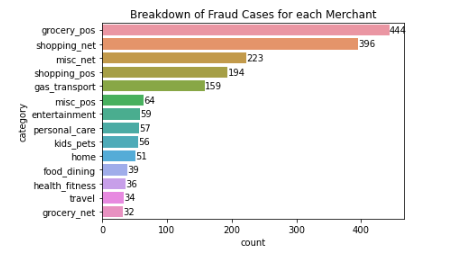 Breakdown of Fraud Cases for each Merchant
category
grocery_pos 444
shopping_net 396
misc_net 223
shopping_pos 194
gas_transport 159
misc_pos 64
entertainment 59
personal_care 57
kids_pets 56
home 51
food_dining 39
health_fitness 36
travel 34
grocery_net 32
0 100 200 300 400
count